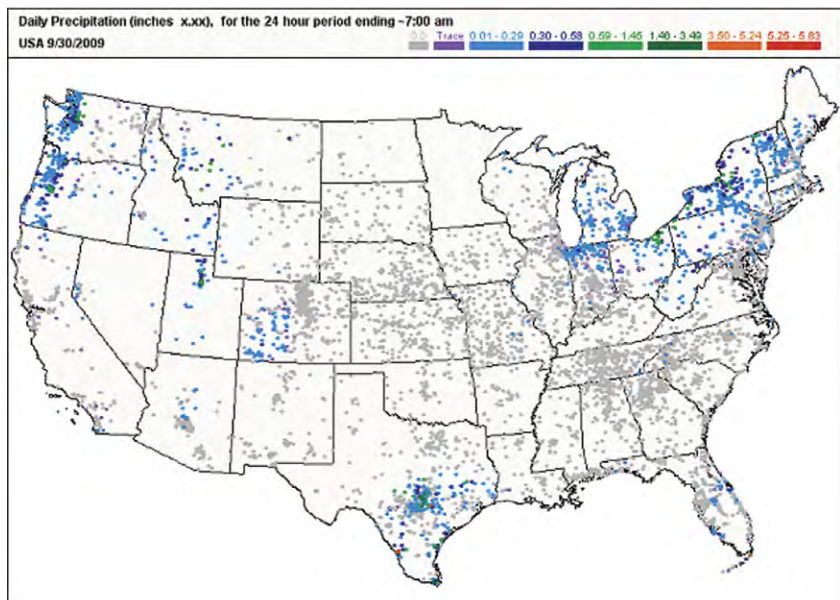 Daily Precipitation (inches x.xx), for the 24 hour period ending ~7:00 am
USA 9/30/2009
0.0 Trace 0.01 - 0.29 0.30 - 0.58 0.59 - 1.45 1.46 - 3.49 3.50 - 5.24 5.25 - 5.83